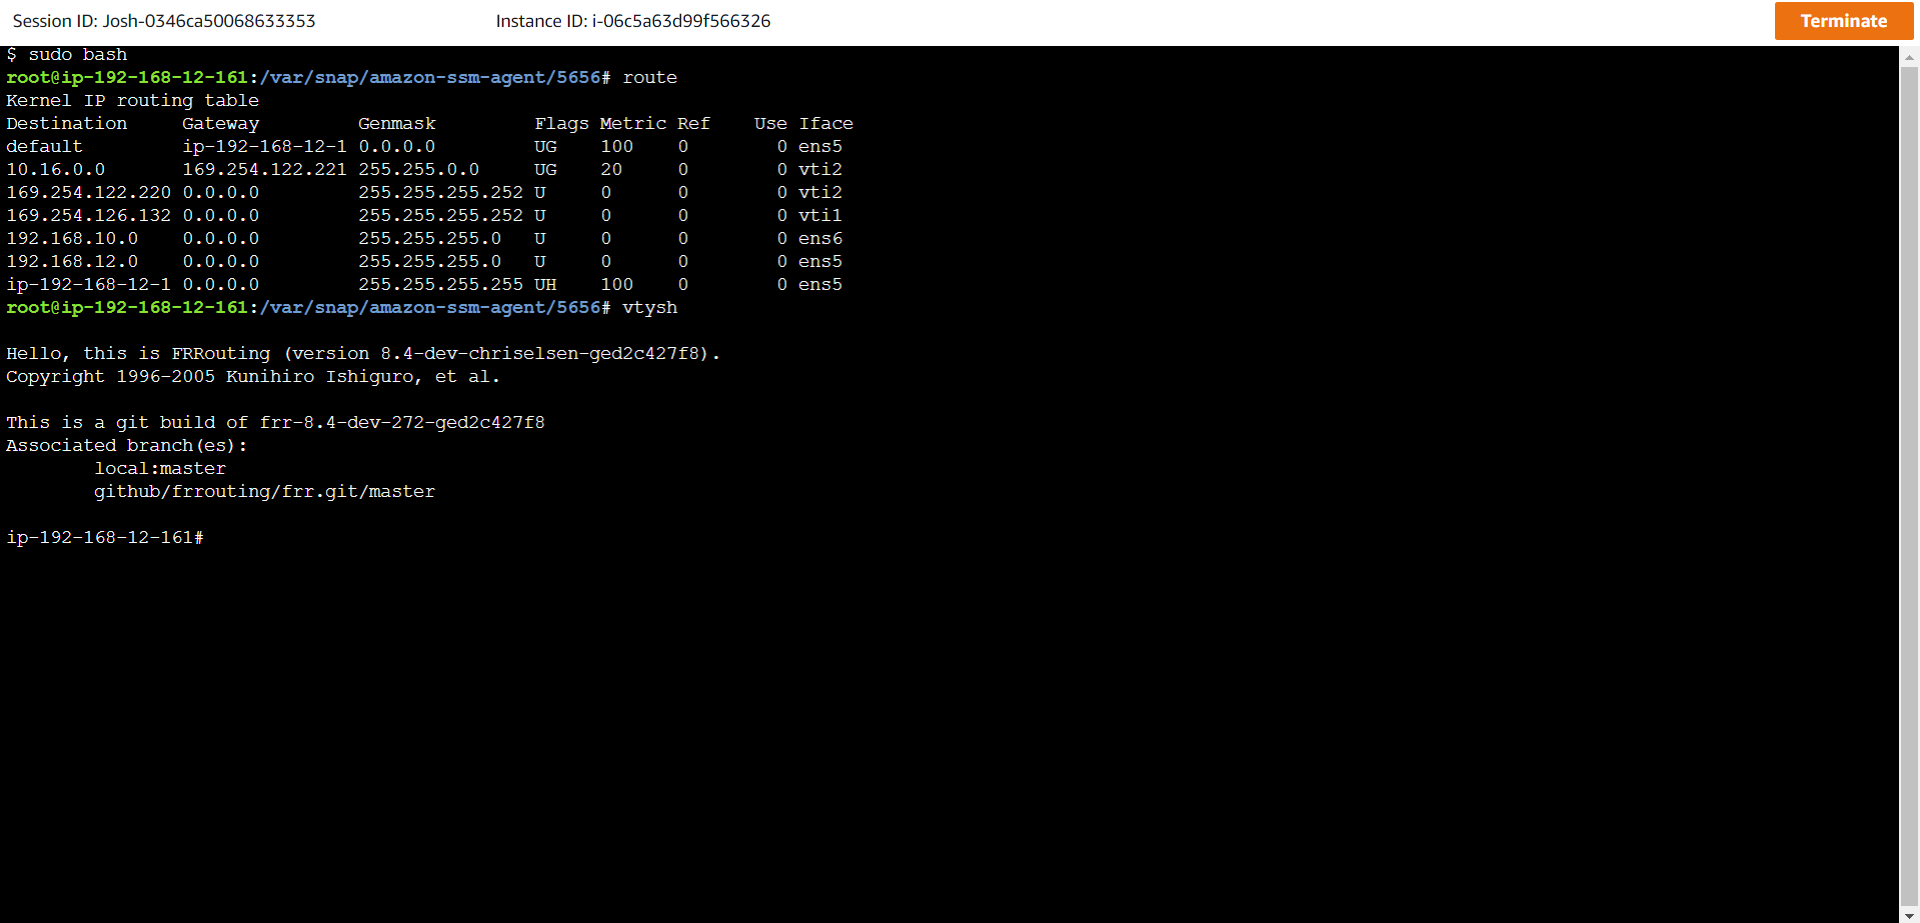 Session ID: Josh-0346ca50068633353 Instance ID: i-06c5a63d99f566326 Terminate
$ sudo bash
root@ip-192-168-12-161:/var/snap/amazon-ssm-agent/5656# route
Kernel IP routing table
Destination Gateway Genmask Flags Metric Ref Use Iface
default ip-192-168-12-1 0.0.0.0 UG 100 0 0 ens5
10.16.0.0 169.254.122.221 255.255.0.0 UG 20 0 0 vti2
169.254.122.220 0.0.0.0 255.255.255.252 U 0 0 0 vti2
169.254.126.132 0.0.0.0 255.255.255.252 U 0 0 0 vti1
192.168.10.0 0.0.0.0 255.255.255.0 U 0 0 0 ens6
192.168.12.0 0.0.0.0 255.255.255.0 U 0 0 0 ens5
ip-192-168-12-1 0.0.0.0 255.255.255.255 UH 100 0 0 ens5
root@ip-192-168-12-161:/var/snap/amazon-ssm-agent/5656# vtysh
Hello, this is FRRouting (version 8.4-dev-chriselsen-ged2c427f8).
Copyright 1996-2005 Kunihiro Ishiguro, et al.
This is a git build of frr-8.4-dev-272-ged2c427f8
Associated branch(es):
local:master
github/frrouting/frr.git/master
ip-192-168-12-161#